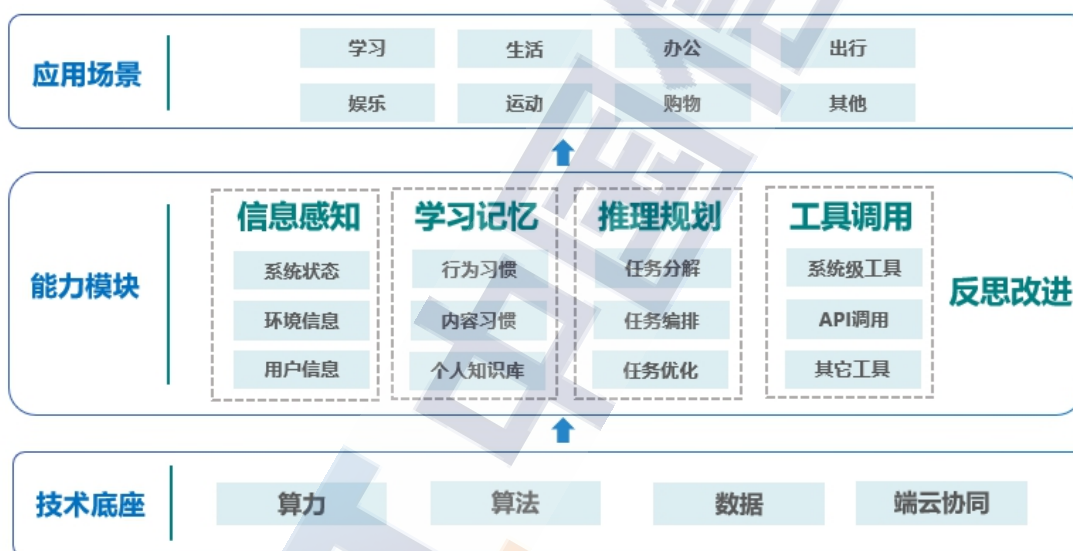 应用场景
学习 生活 办公 出行
娱乐 运动 购物 其他
能力模块
信息感知 学习记忆 推理规划 工具调用
系统状态 行为习惯 任务分解 系统级工具
环境信息 内容习惯 任务编排 API调用
用户信息 个人知识库 任务优化 其它工具
反思改进
技术底座
算力 算法 数据 端云协同
中国信